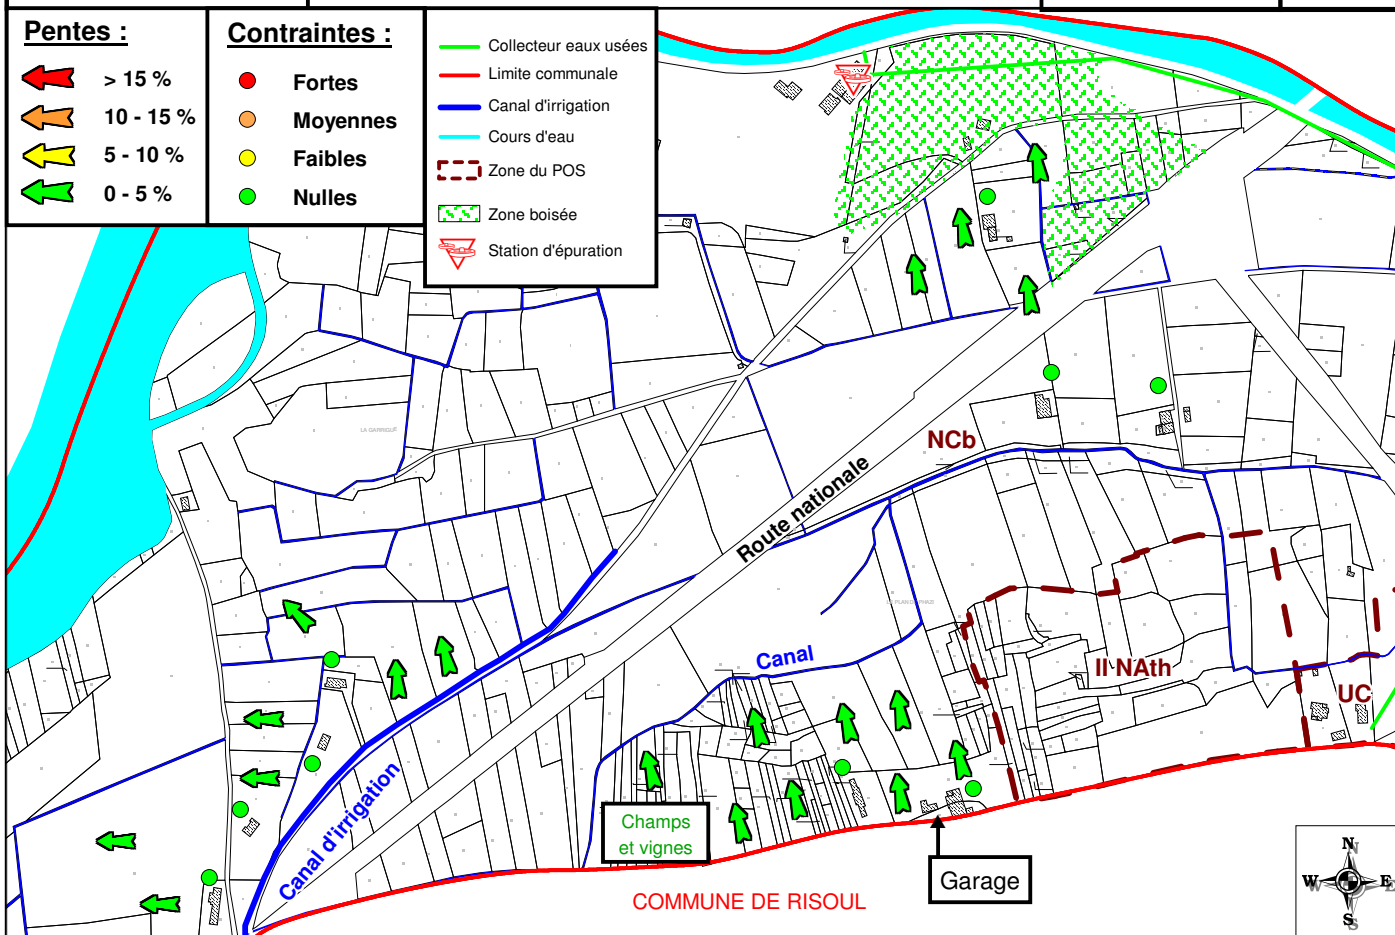 Pentes :
> 15 %
10 - 15 %
5 - 10 %
0 - 5 %
Contraintes :
Fortes
Moyennes
Faibles
Nulles
Collecteur eaux usées
Limite communale
Canal d'irrigation
Cours d'eau
Zone du POS
Zone boisée
Station d'épuration
LA GARRIGUE
NCb
Route nationale
Canal
II NAth
UC
Canal d'irrigation
Champs
et vignes
Garage
COMMUNE DE RISOUL
N
W
E
S